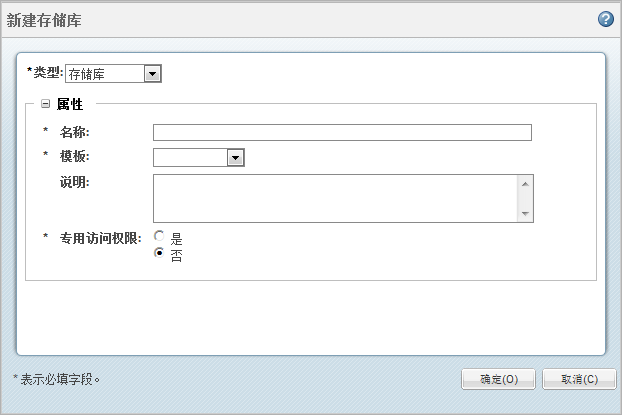 新建存储库
*类型: 存储库
属性
* 名称:
* 模板:
说明:
* 专用访问权限: 是
否
* 表示必填字段。 确定(O) 取消(C)